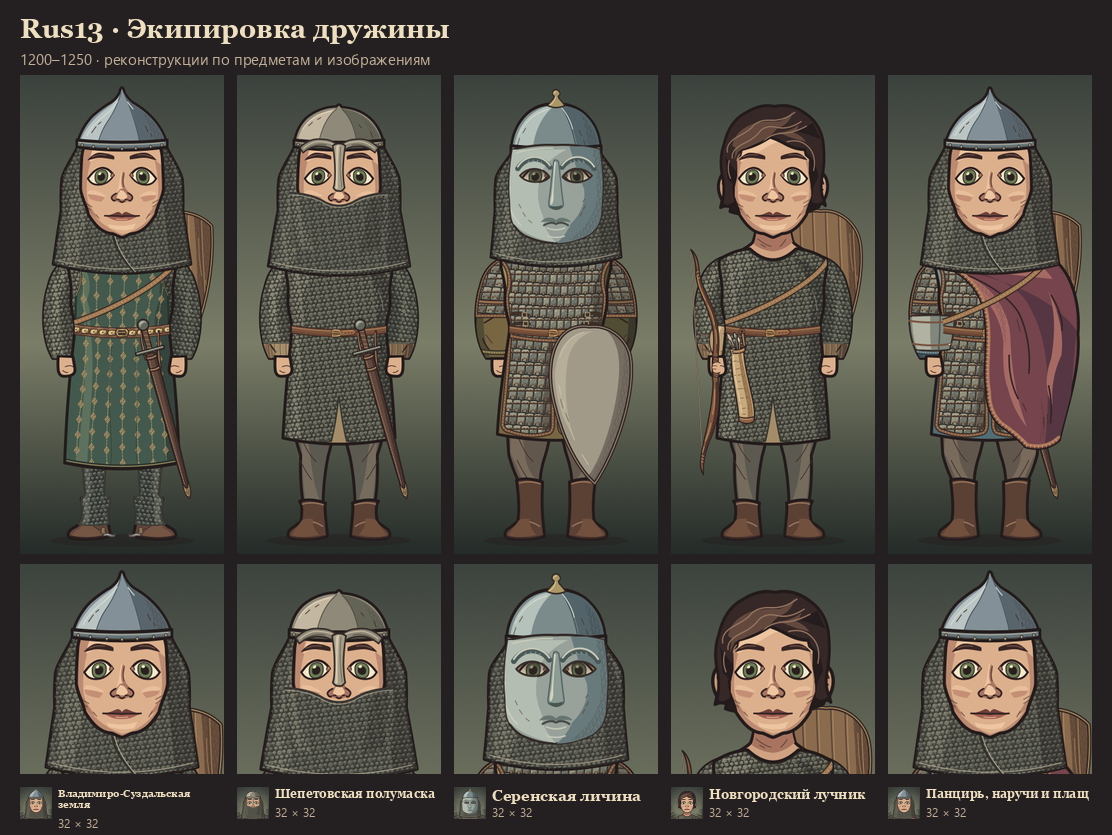 Rus13 · Экипировка дружины
1200–1250 · реконструкции по предметам и изображениям
Владимиро-Суздальская
земля
32 × 32
Шепетовская полумаска
32 × 32
Серенская личина
32 × 32
Новгородский лучник
32 × 32
Панцирь, наручи и плащ
32 × 32